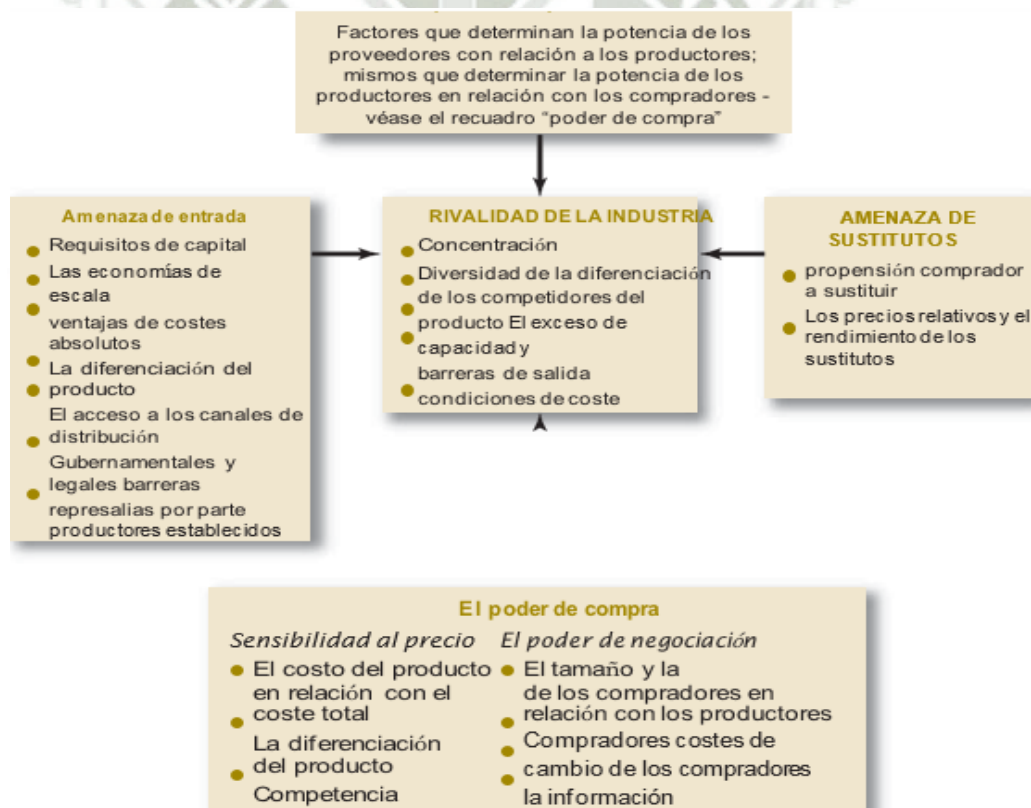 Factores que determinan la potencia de los
proveedores con relación a los productores;
mismos que determinar la potencia de los
productores en relación con los compradores -
véase el recuadro “poder de compra”
Amenaza de entrada
Requisitos de capital
Las economías de
escala
ventajas de costes
absolutos
La diferenciación del
producto
El acceso a los canales de
distribución
Gubernamentales y
legales barreras
represalias por parte
productores establecidos
RIVALIDAD DE LA INDUSTRIA
Concentración
Diversidad de la diferenciación
de los competidores del
producto El exceso de
capacidad y
barreras de salida
condiciones de coste
AMENAZA DE
SUSTITUTOS
propensión comprador
a sustituir
Los precios relativos y el
rendimiento de los
sustitutos
El poder de compra
Sensibilidad al precio
El costo del producto
en relación con el
coste total
La diferenciación
del producto
Competencia
El poder de negociación
El tamaño y la
de los compradores en
relación con los productores
Compradores costes de
cambio de los compradores
la información